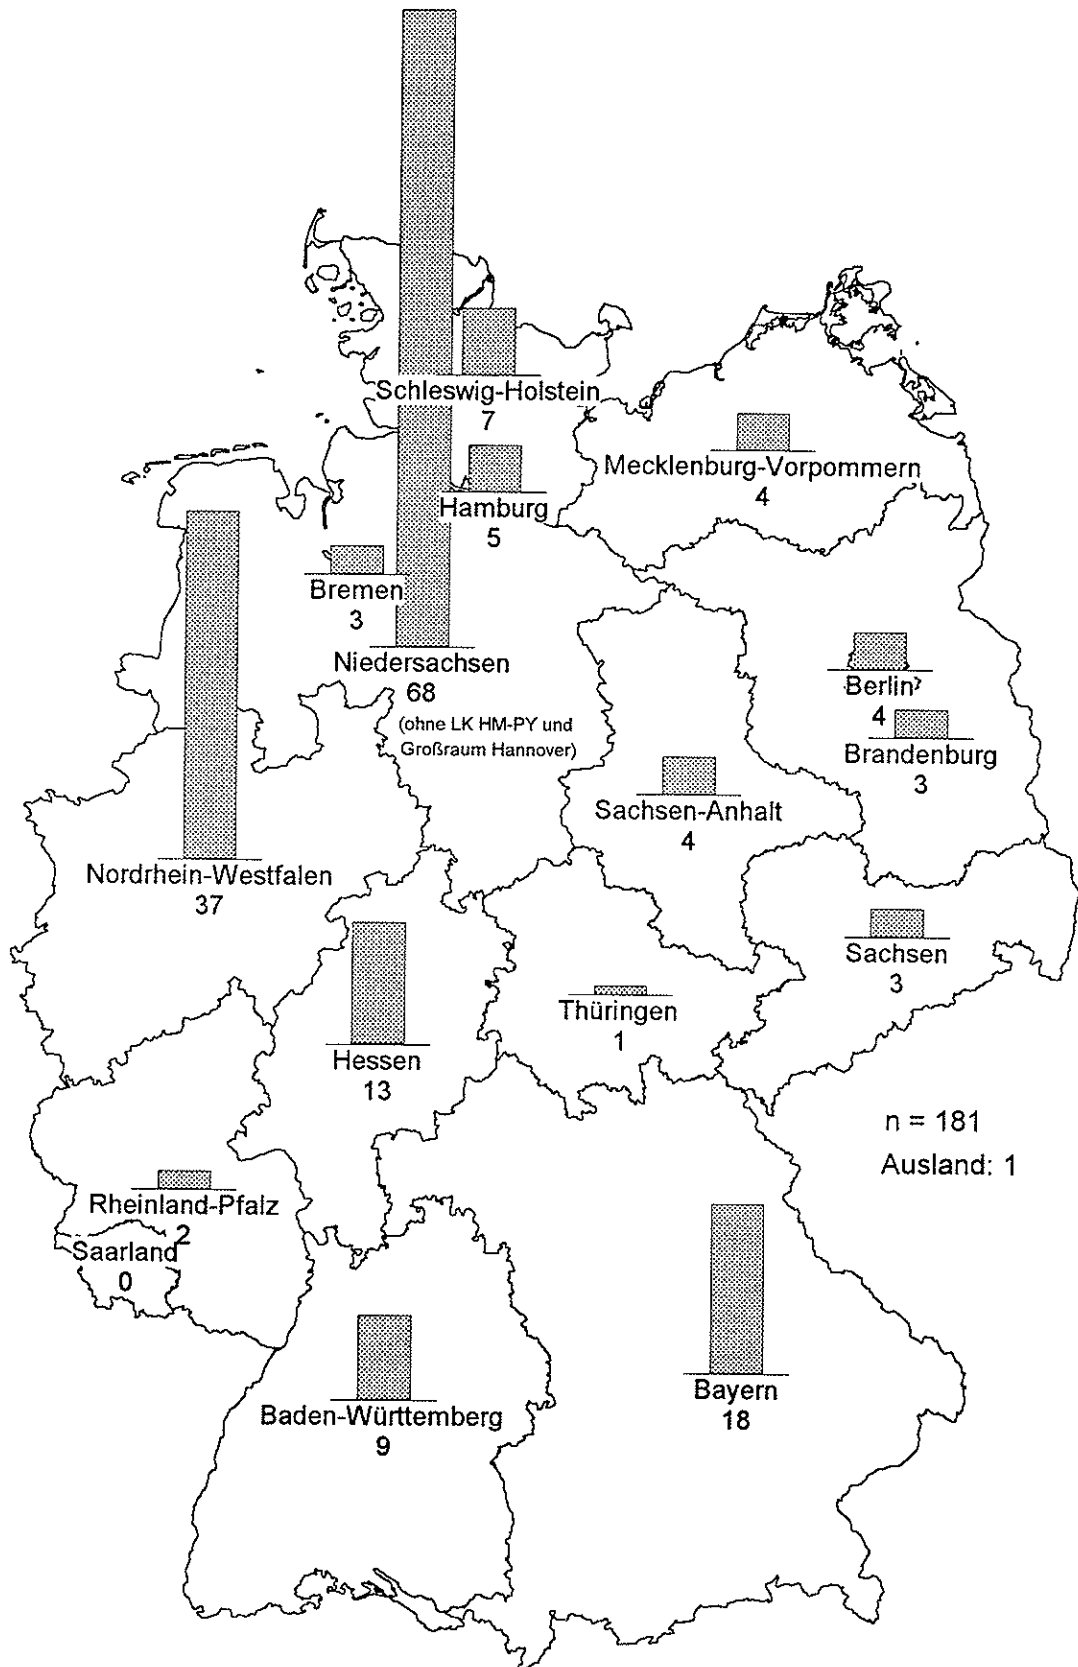 Schleswig-Holstein
7
Mecklenburg-Vorpommern
4
Hamburg
5
Bremen
3
Niedersachsen
68
(ohne LK HM-PY und
Großraum Hannover)
Berlin
4
Brandenburg
3
Sachsen-Anhalt
4
Nordrhein-Westfalen
37
Sachsen
3
Thüringen
1
Hessen
13
n = 181
Ausland: 1
Rheinland-Pfalz
2
Saarland
0
Bayern
18
Baden-Württemberg
9